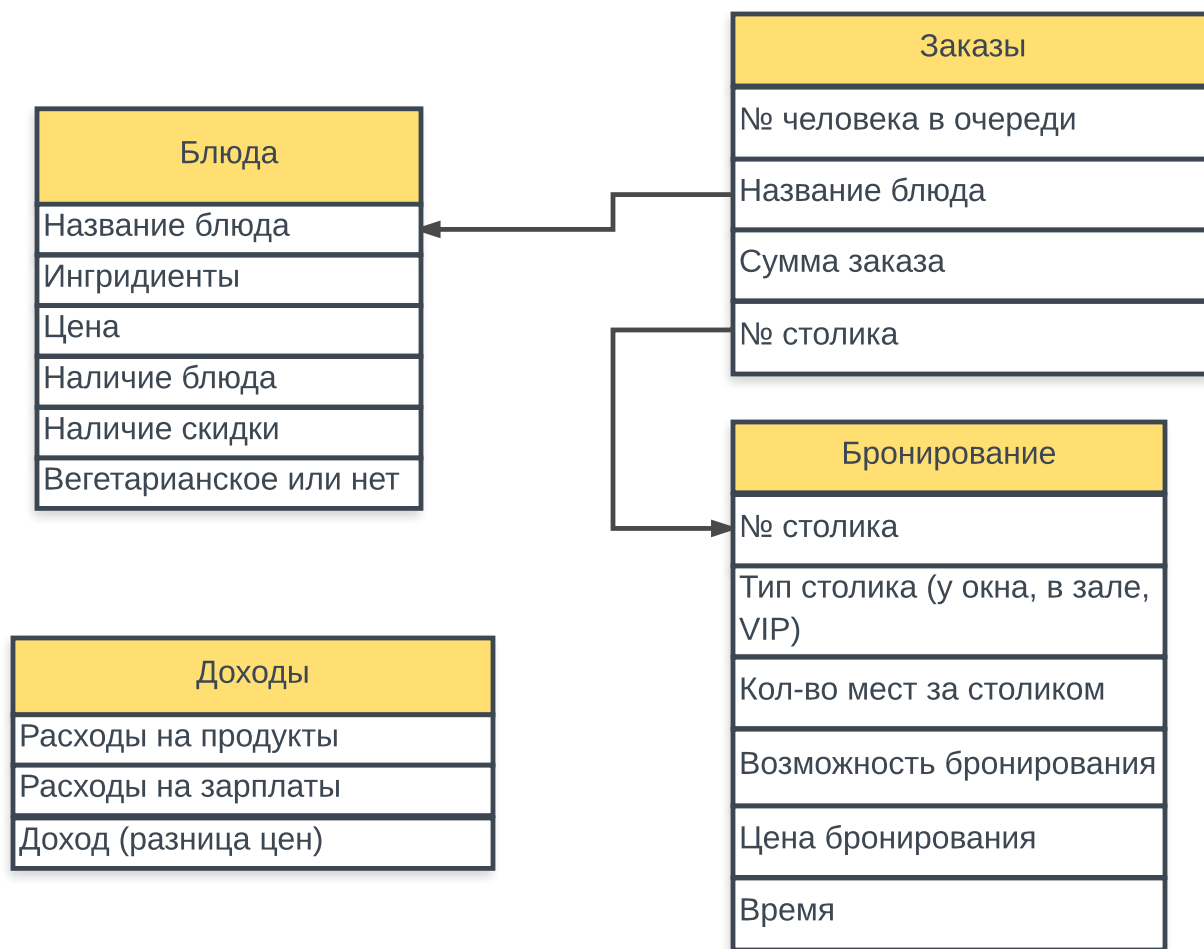 Блюда
Название блюда
Ингридиенты
Цена
Наличие блюда
Наличие скидки
Вегетарианское или нет
Заказы
№ человека в очереди
Название блюда
Сумма заказа
№ столика
Доходы
Расходы на продукты
Расходы на зарплаты
Доход (разница цен)
Бронирование
№ столика
Тип столика (у окна, в зале,
VIP)
Кол-во мест за столиком
Возможность бронирования
Цена бронирования
Время